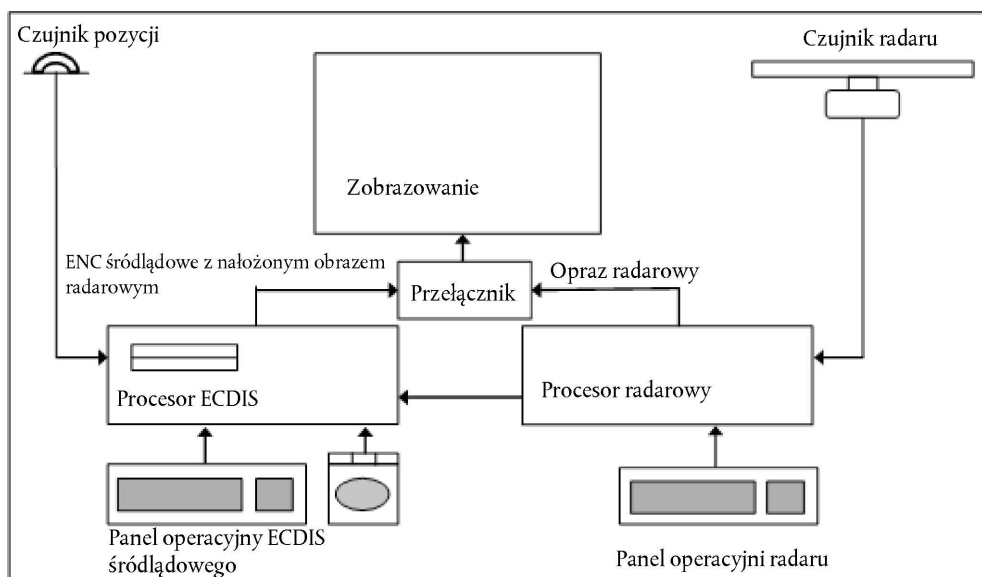 Czujnik pozycji
Czujnik radaru
Zobrazowanie
ENC śródlądowe z nałożonym obrazem
radarowym
Opraz radarowy
Przełącznik
Procesor ECDIS
Procesor radarowy
Panel operacyjny ECDIS
śródlądowego
Panel operacyjni radaru